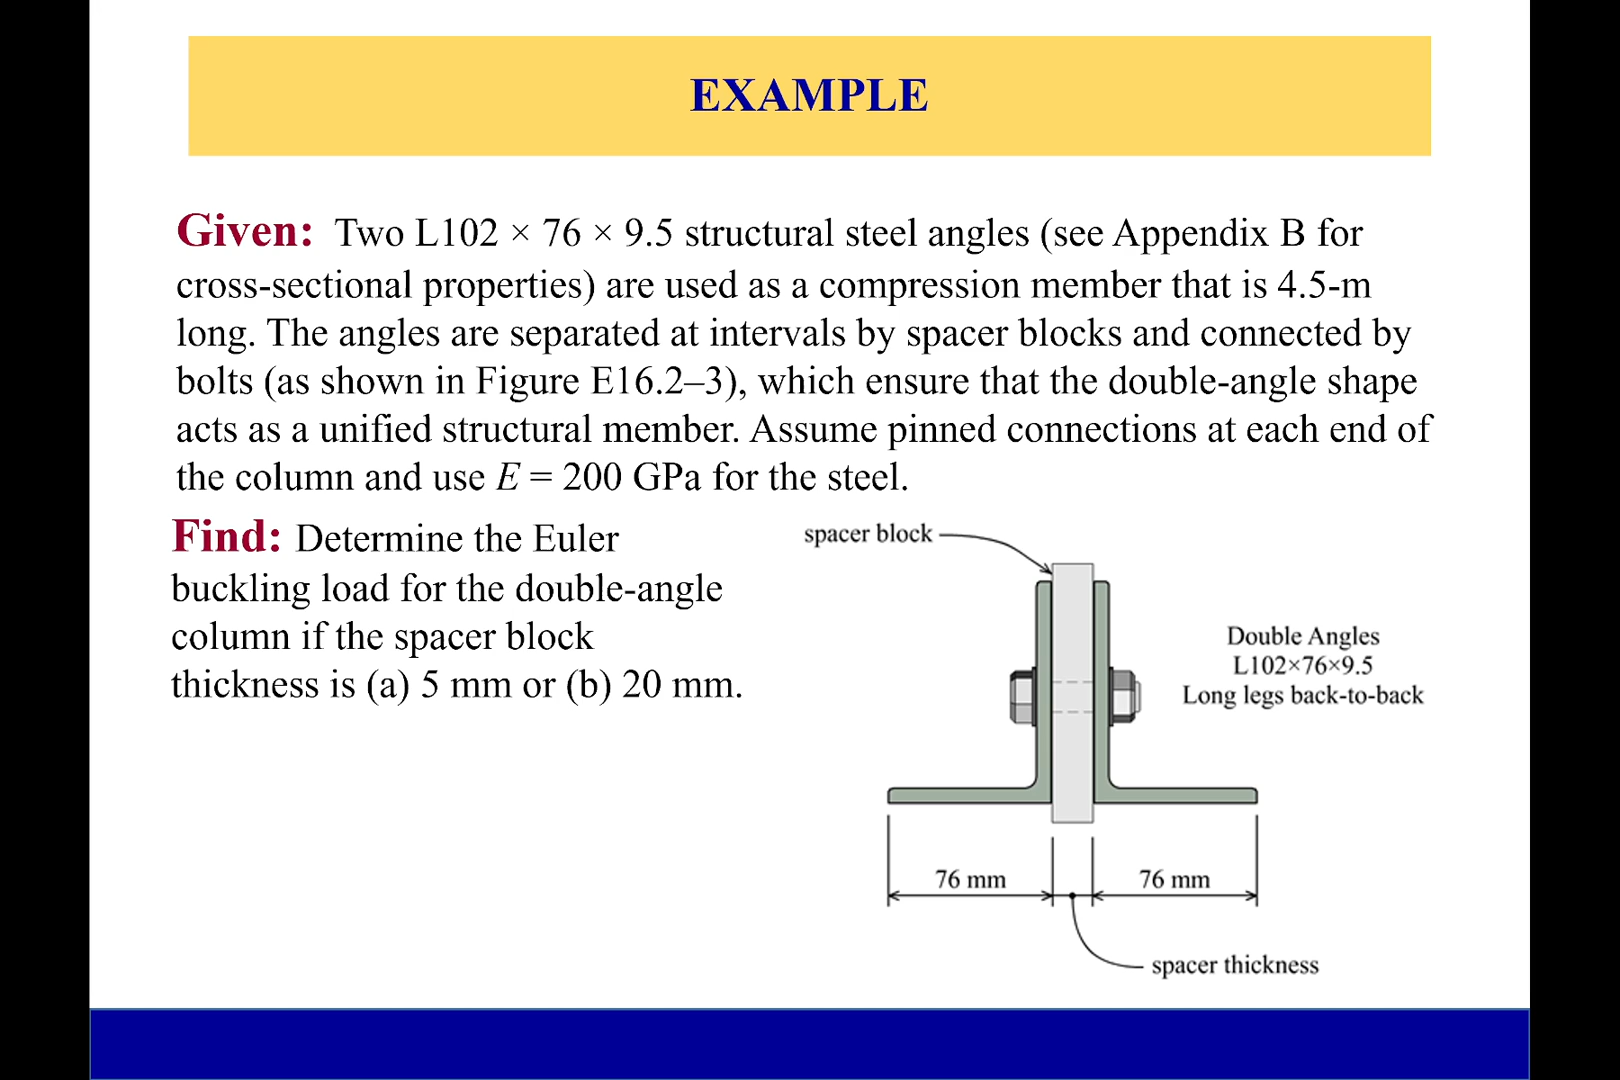 EXAMPLE
Given: Two L102 × 76 × 9.5 structural steel angles (see Appendix B for
cross-sectional properties) are used as a compression member that is 4.5-m
long. The angles are separated at intervals by spacer blocks and connected by
bolts (as shown in Figure E16.2–3), which ensure that the double-angle shape
acts as a unified structural member. Assume pinned connections at each end of
the column and use E = 200 GPa for the steel.
Find: Determine the Euler
buckling load for the double-angle
column if the spacer block
thickness is (a) 5 mm or (b) 20 mm.
spacer block
Double Angles
L102×76×9.5
Long legs back-to-back
76 mm
76 mm
spacer thickness